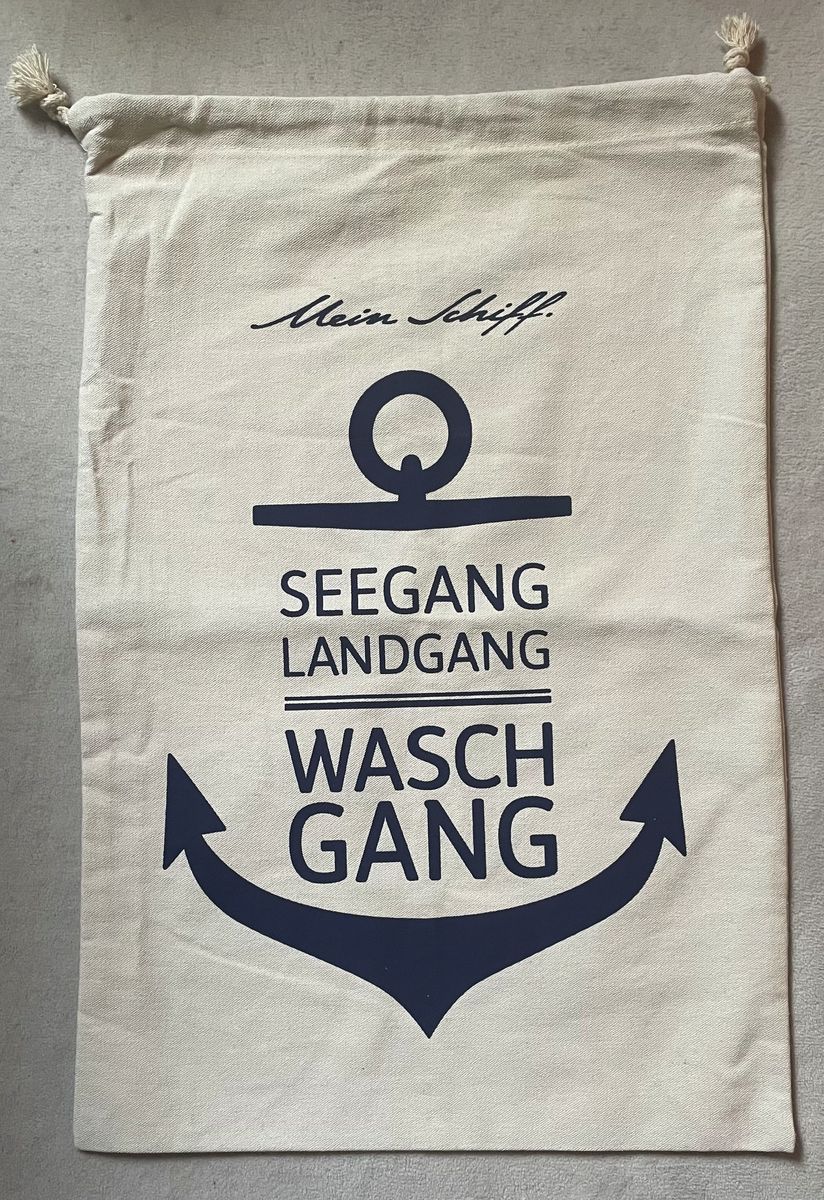 Mein Schiff.
SEEGANG
LANDGANG
WASCH
GANG